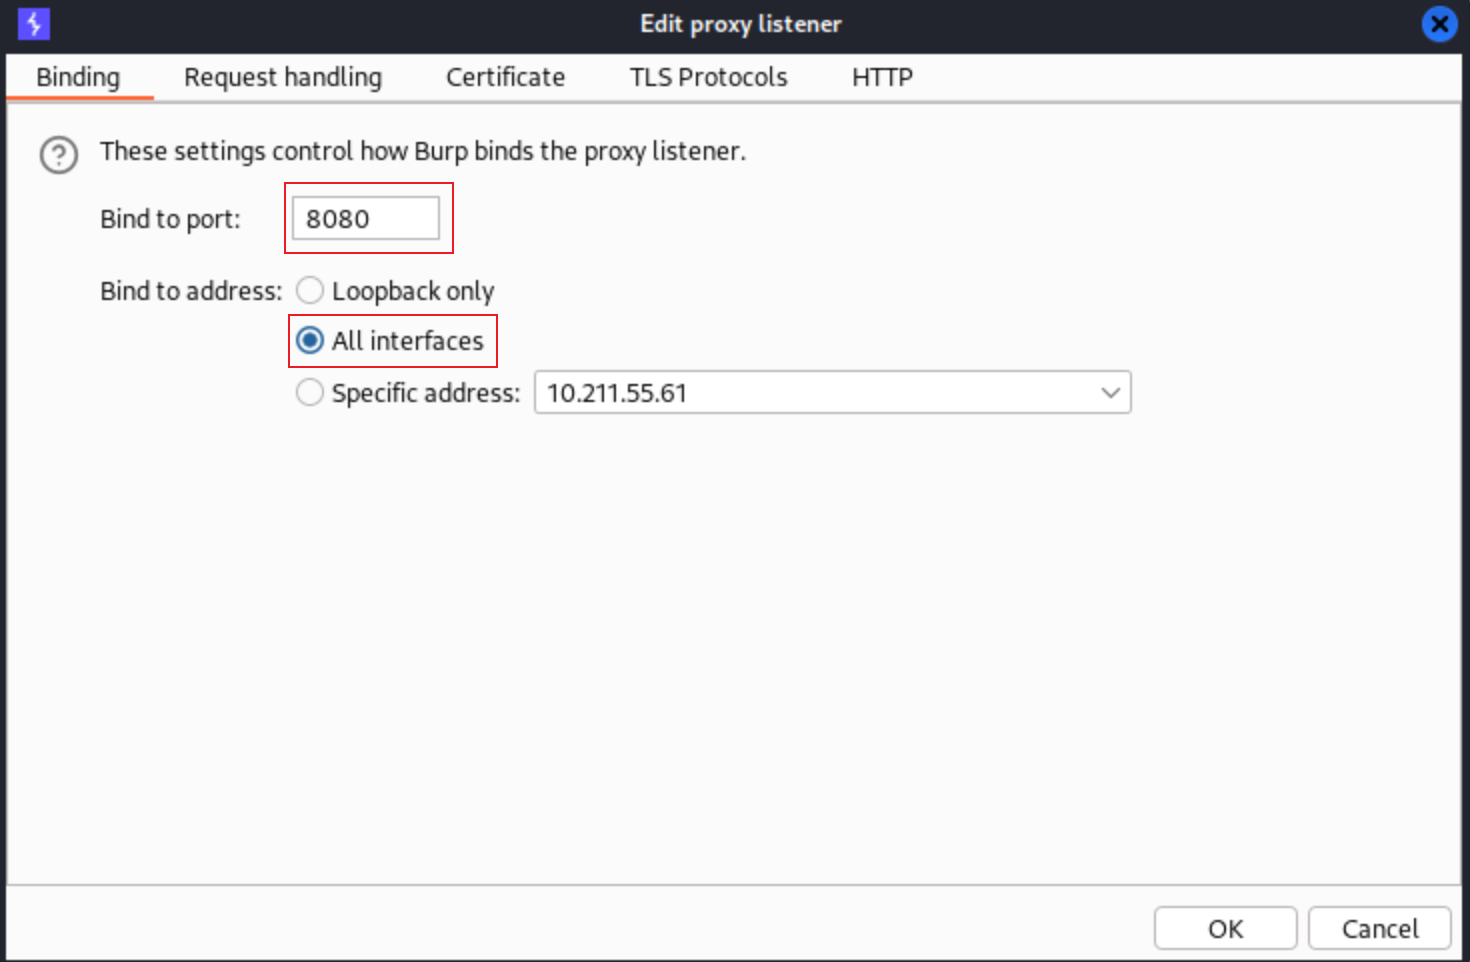 Edit proxy listener
Binding Request handling Certificate TLS Protocols HTTP
These settings control how Burp binds the proxy listener.
Bind to port: 8080
Bind to address: Loopback only
All interfaces
Specific address: 10.211.55.61
OK Cancel